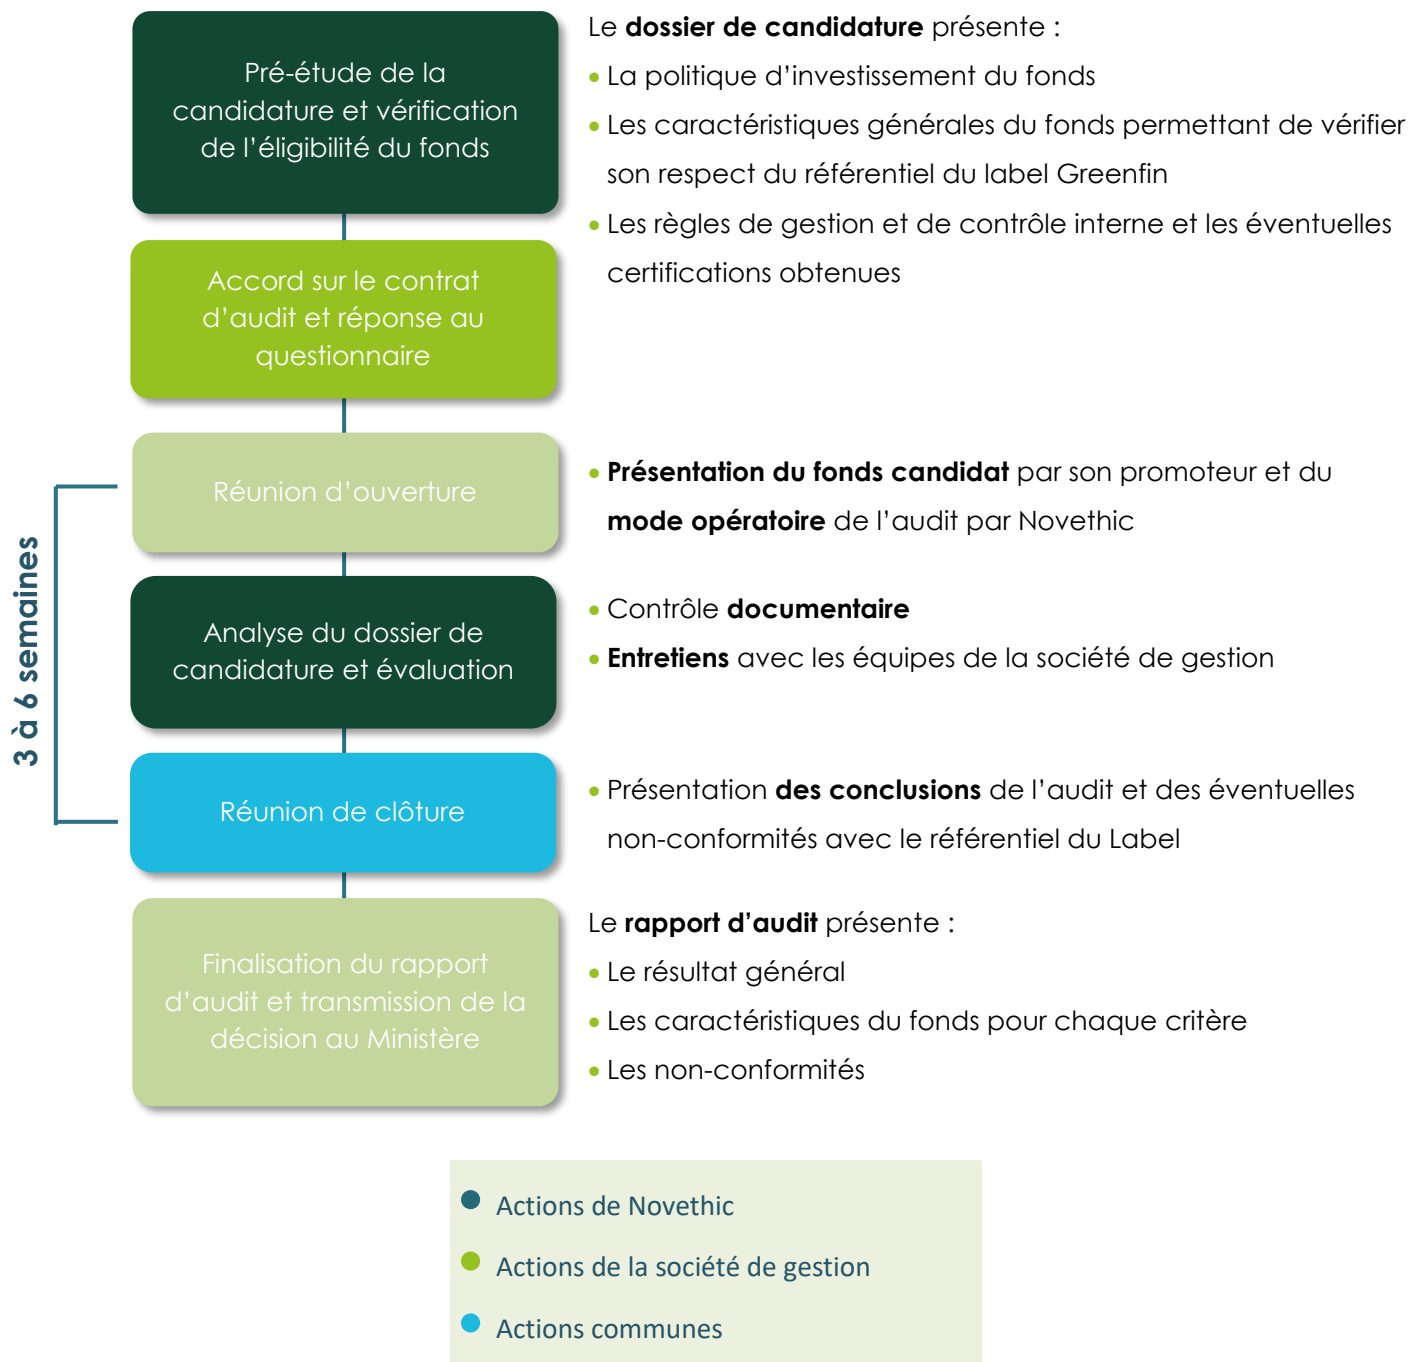 Pré-étude de la
candidature et vérification
de l’éligibilité du fonds
Le dossier de candidature présente :
• La politique d’investissement du fonds
• Les caractéristiques générales du fonds permettant de vérifier
son respect du référentiel du label Greenfin
• Les règles de gestion et de contrôle interne et les éventuelles
certifications obtenues
Accord sur le contrat
d’audit et réponse au
questionnaire
3 à 6 semaines
Réunion d’ouverture
• Présentation du fonds candidat par son promoteur et du
mode opératoire de l’audit par Novethic
Analyse du dossier de
candidature et évaluation
• Contrôle documentaire
• Entretiens avec les équipes de la société de gestion
Réunion de clôture
• Présentation des conclusions de l’audit et des éventuelles
non-conformités avec le référentiel du Label
Finalisation du rapport
d’audit et transmission de la
décision au Ministère
Le rapport d’audit présente :
• Le résultat général
• Les caractéristiques du fonds pour chaque critère
• Les non-conformités
• Actions de Novethic
• Actions de la société de gestion
• Actions communes